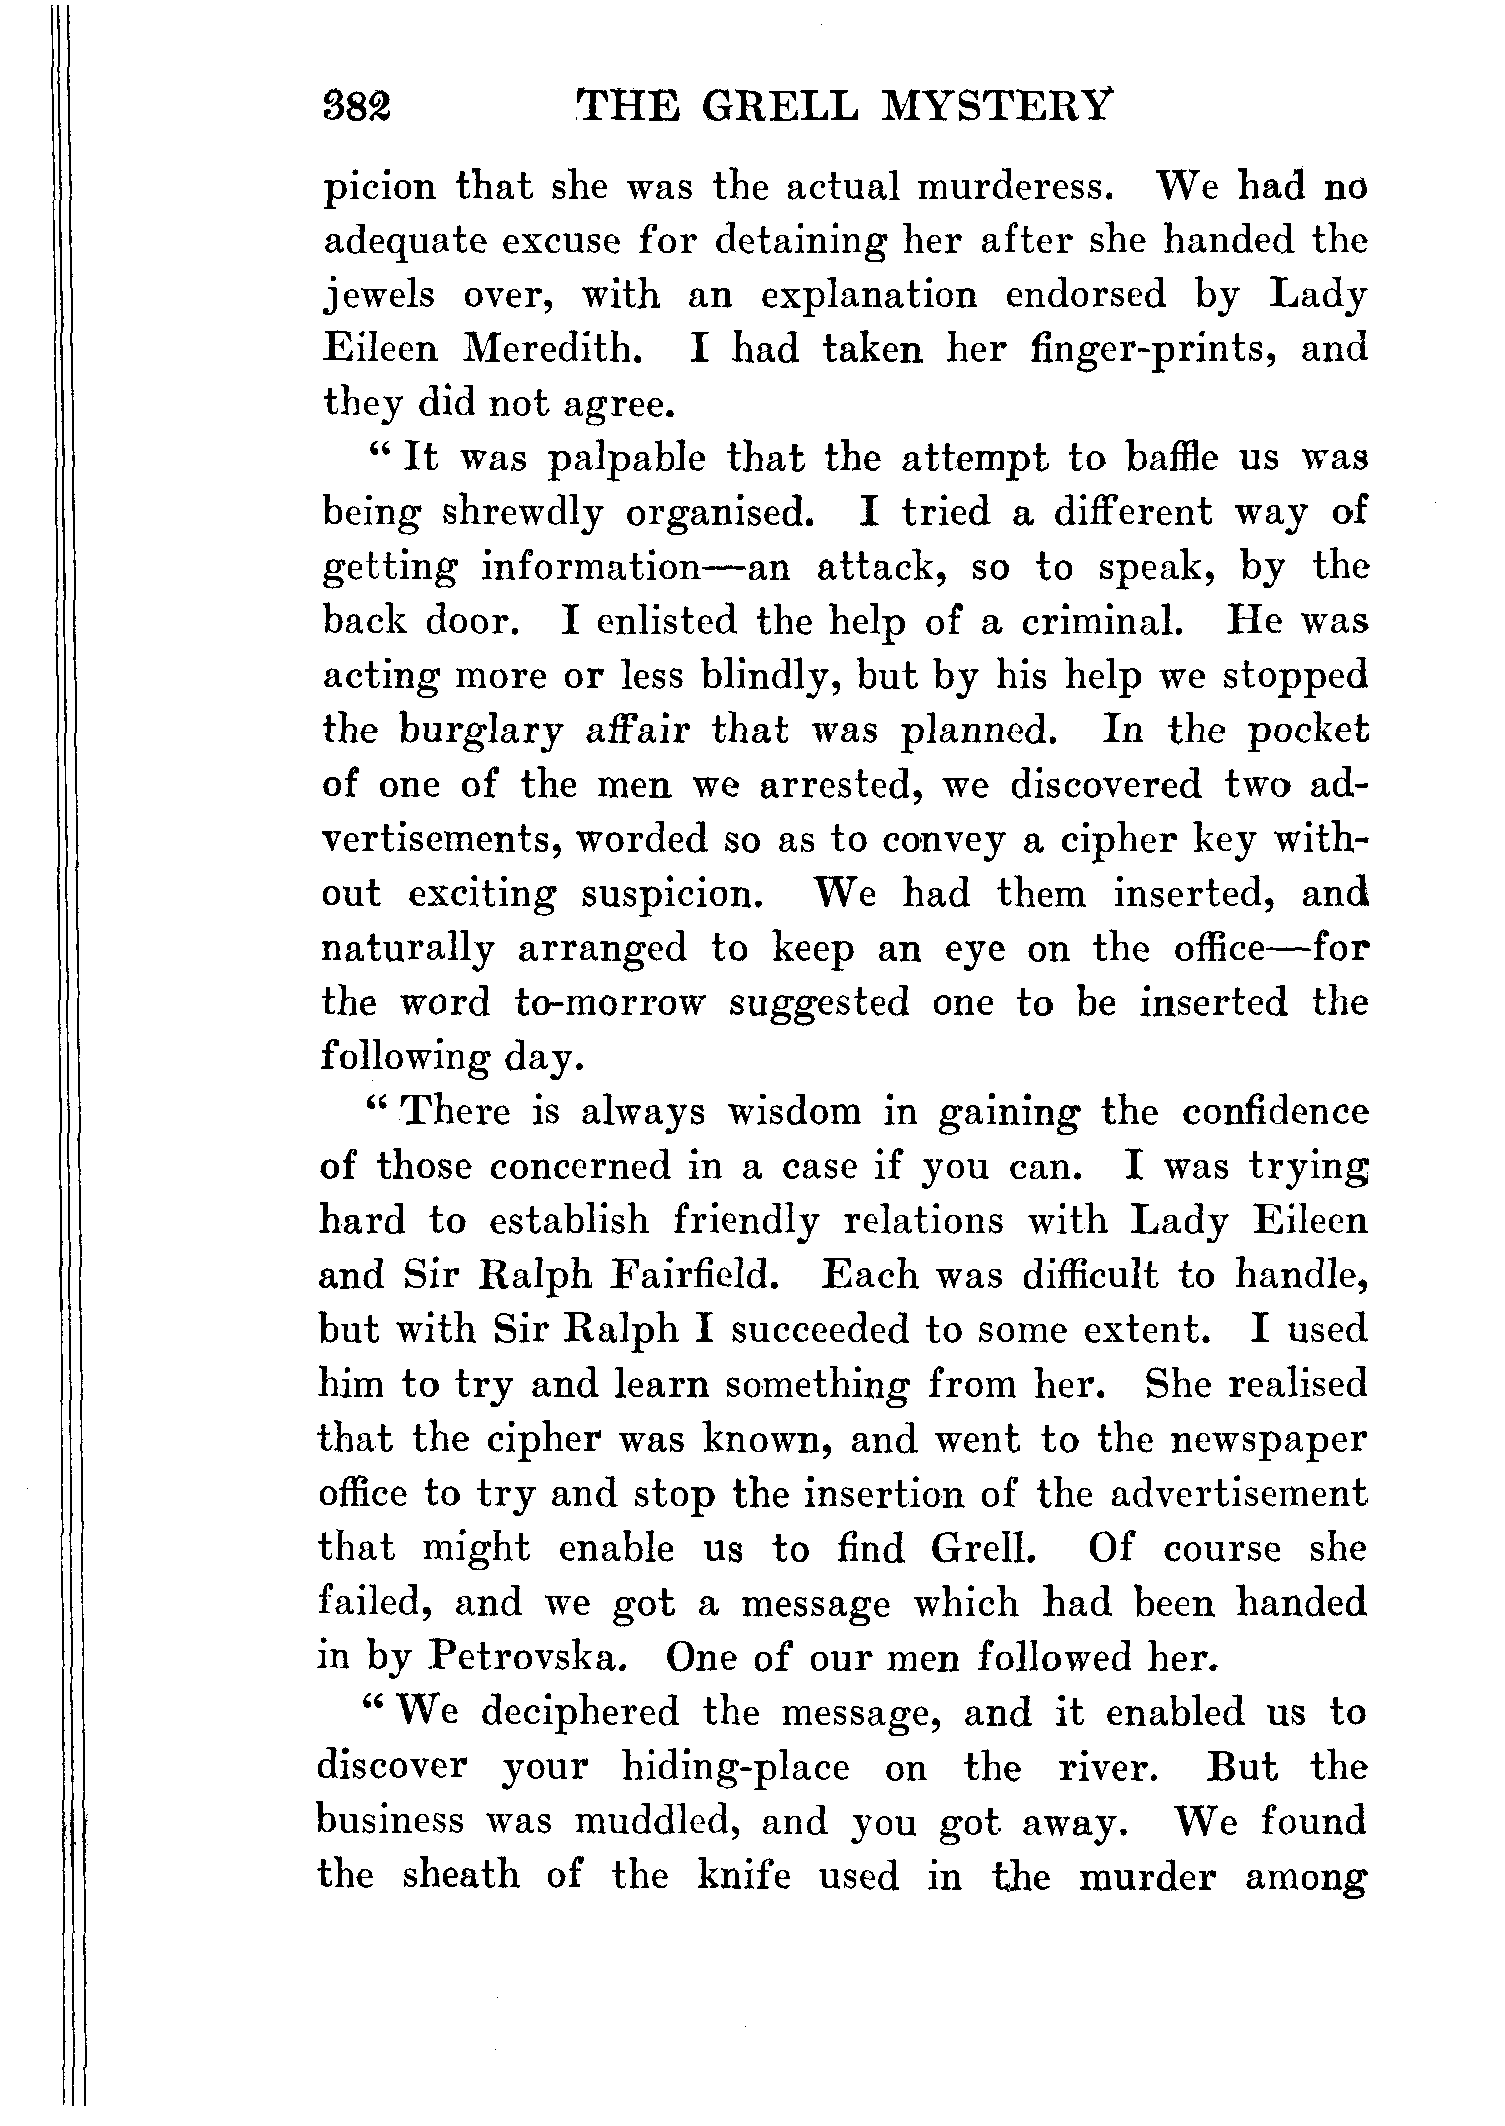 382 THE GRELL MYSTERY
picion that she was the actual murderess. We had no
adequate excuse for detaining her after she handed the
jewels over, with an explanation endorsed by Lady
Eileen Meredith. I had taken her finger-prints, and
they did not agree.
“ It was palpable that the attempt to baffle us was
being shrewdly organised. I tried a different way of
getting information—an attack, so to speak, by the
back door. I enlisted the help of a criminal. He was
acting more or less blindly, but by his help we stopped
the burglary affair that was planned. In the pocket
of one of the men we arrested, we discovered two ad-
vertisements, worded so as to convey a cipher key with-
out exciting suspicion. We had them inserted, and
naturally arranged to keep an eye on the office—for
the word to-morrow suggested one to be inserted the
following day.
“ There is always wisdom in gaining the confidence
of those concerned in a case if you can. I was trying
hard to establish friendly relations with Lady Eileen
and Sir Ralph Fairfield. Each was difficult to handle,
but with Sir Ralph I succeeded to some extent. I used
him to try and learn something from her. She realised
that the cipher was known, and went to the newspaper
office to try and stop the insertion of the advertisement
that might enable us to find Grell. Of course she
failed, and we got a message which had been handed
in by Petrovska. One of our men followed her.
“ We deciphered the message, and it enabled us to
discover your hiding-place on the river. But the
business was muddled, and you got away. We found
the sheath of the knife used in the murder among